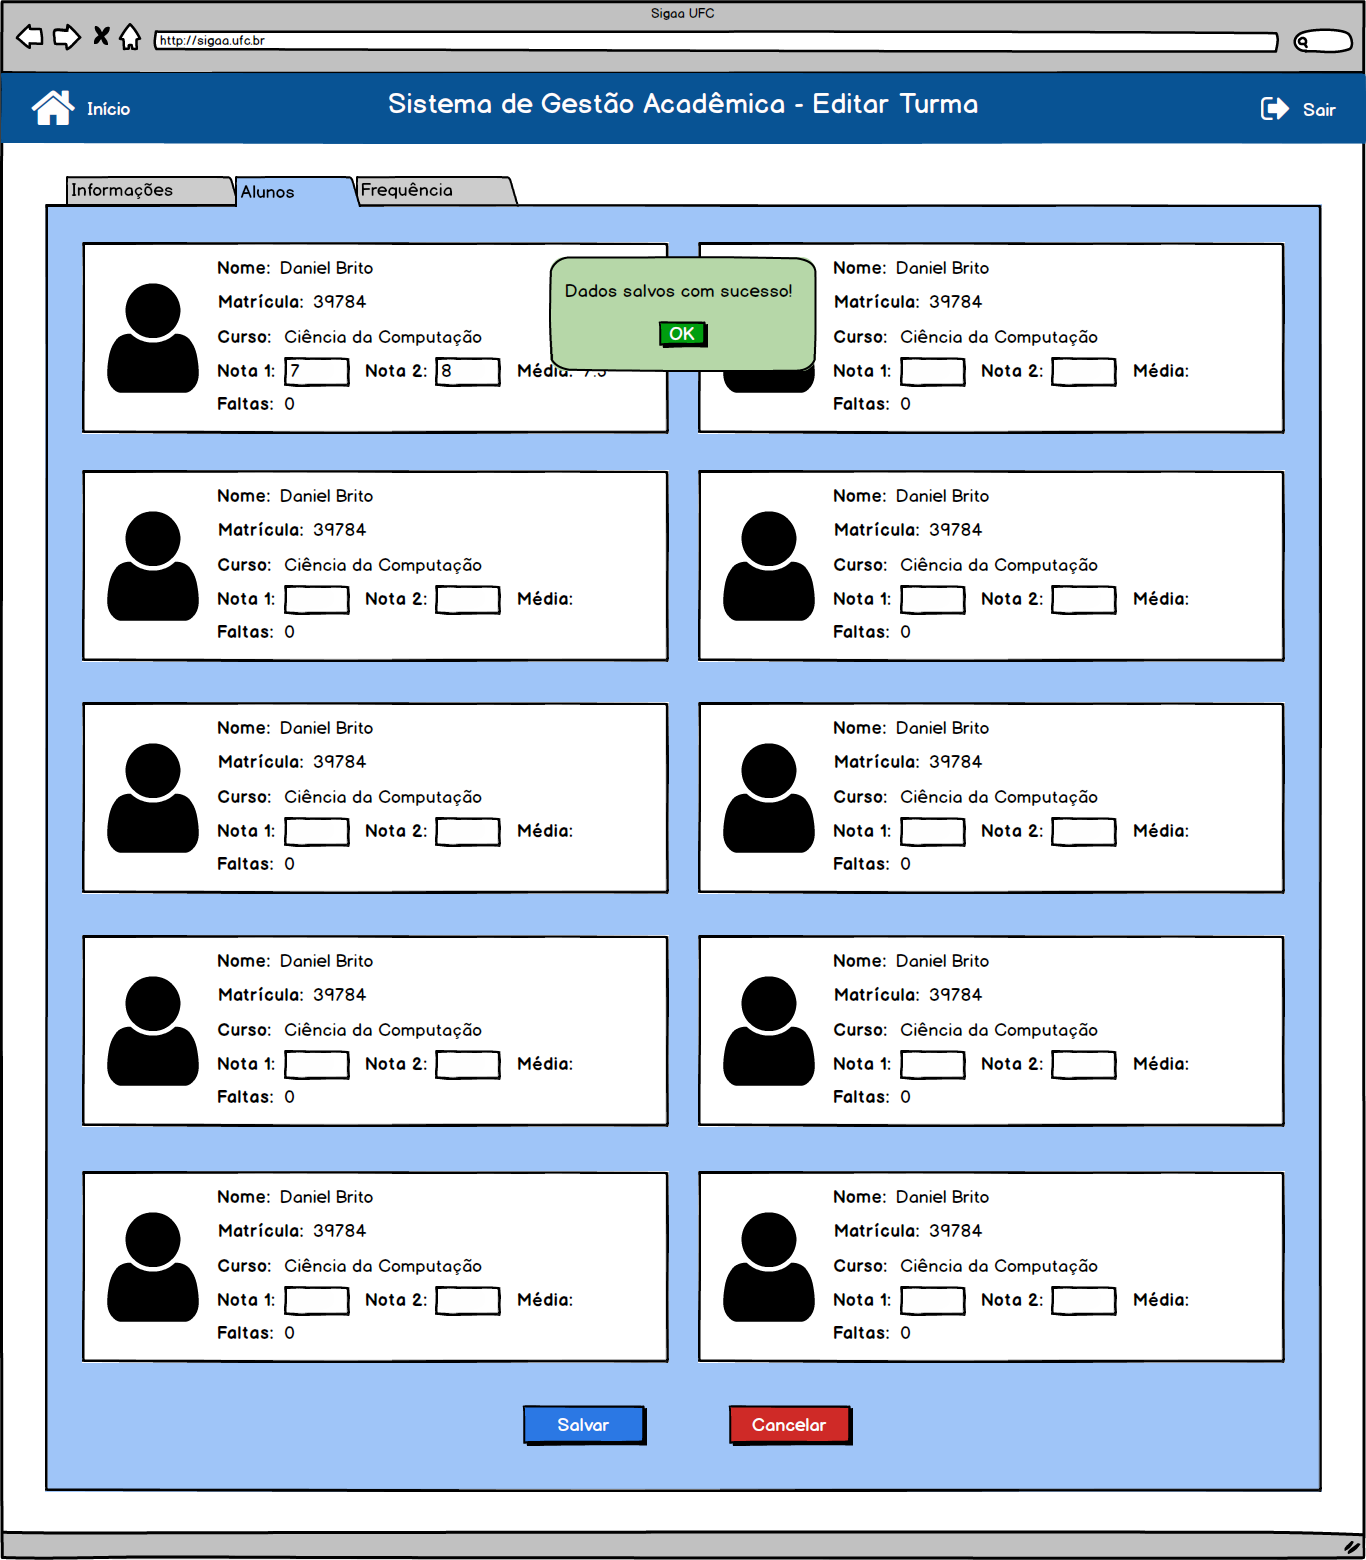 Sigaa UFC
http://sigaa.ufc.br
Início
Sistema de Gestão Acadêmica - Editar Turma
Sair
Informações
Alunos
Frequência
Nome: Daniel Brito
Matrícula: 39784
Curso: Ciência da Computação
Nota 1: 7 Nota 2: 8 Média: 7.5
Faltas: 0
Dados salvos com sucesso!
OK
Nome: Daniel Brito
Matrícula: 39784
Curso: Ciência da Computação
Nota 1: Nota 2: Média:
Faltas: 0
Nome: Daniel Brito
Matrícula: 39784
Curso: Ciência da Computação
Nota 1: Nota 2: Média:
Faltas: 0
Nome: Daniel Brito
Matrícula: 39784
Curso: Ciência da Computação
Nota 1: Nota 2: Média:
Faltas: 0
Nome: Daniel Brito
Matrícula: 39784
Curso: Ciência da Computação
Nota 1: Nota 2: Média:
Faltas: 0
Nome: Daniel Brito
Matrícula: 39784
Curso: Ciência da Computação
Nota 1: Nota 2: Média:
Faltas: 0
Nome: Daniel Brito
Matrícula: 39784
Curso: Ciência da Computação
Nota 1: Nota 2: Média:
Faltas: 0
Nome: Daniel Brito
Matrícula: 39784
Curso: Ciência da Computação
Nota 1: Nota 2: Média:
Faltas: 0
Nome: Daniel Brito
Matrícula: 39784
Curso: Ciência da Computação
Nota 1: Nota 2: Média:
Faltas: 0
Nome: Daniel Brito
Matrícula: 39784
Curso: Ciência da Computação
Nota 1: Nota 2: Média:
Faltas: 0
Salvar
Cancelar